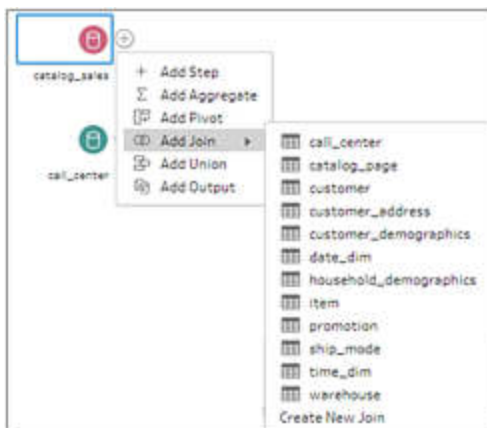 catalog_sales
call_center
Add Step
Add Aggregate
Add Pivot
Add Join
Add Union
Add Output
call_center
catalog_page
customer
customer_address
customer_demographics
date_dim
household_demographics
item
promotion
ship_mode
time_dim
warehouse
Create New Join